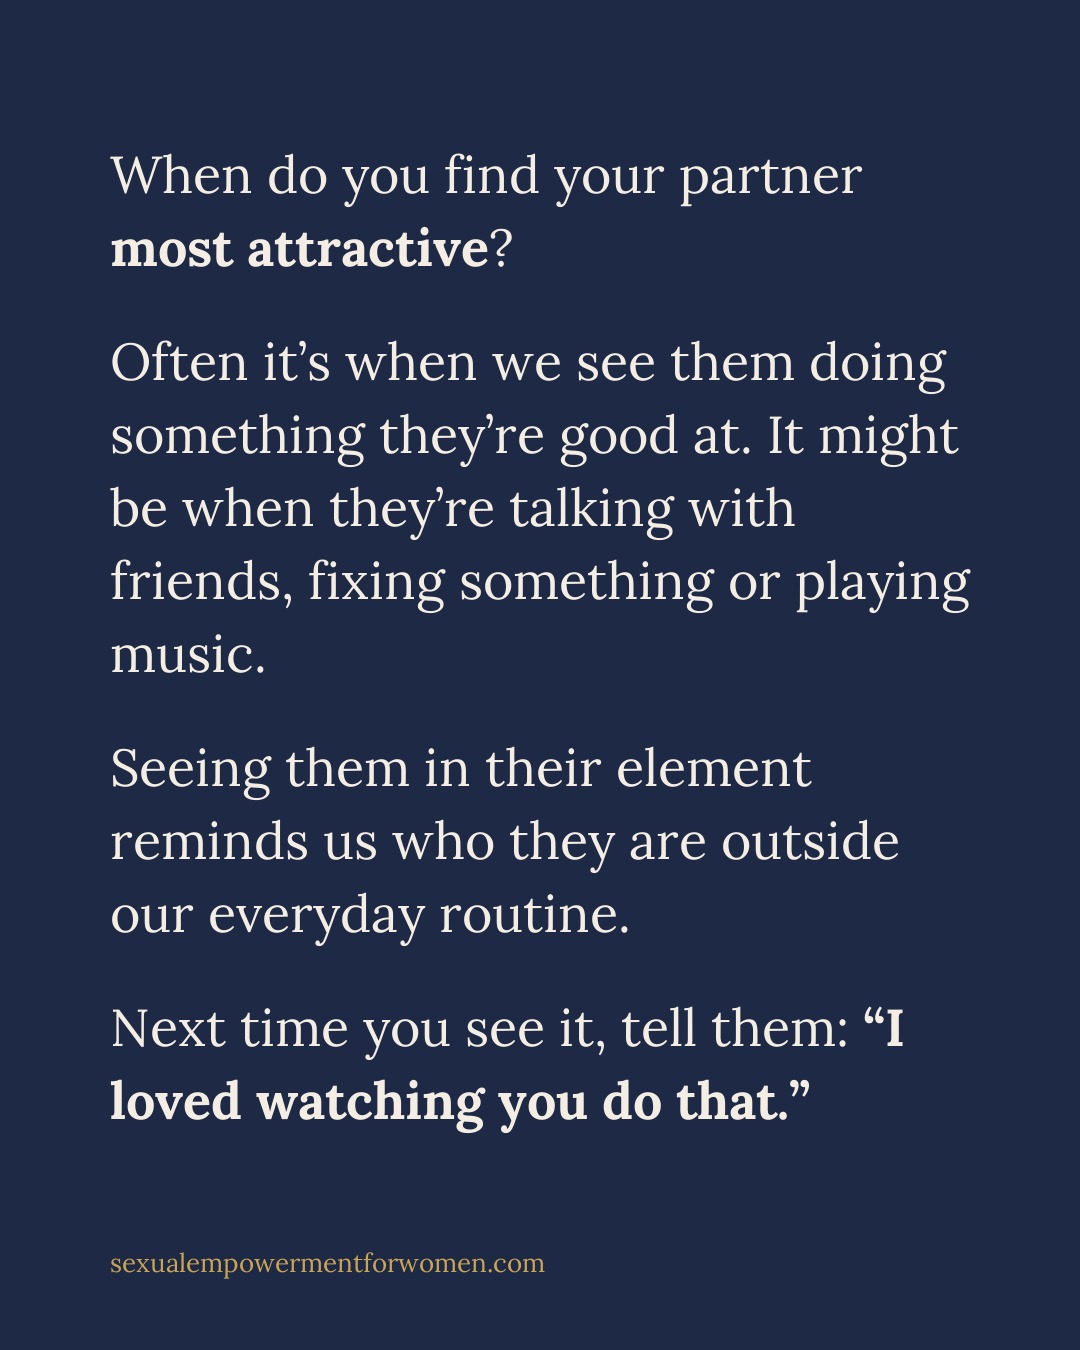 When do you find your partner
most attractive?
Often it’s when we see them doing
something they’re good at. It might
be when they’re talking with
friends, fixing something or playing
music.
Seeing them in their element
reminds us who they are outside
our everyday routine.
Next time you see it, tell them: “I
loved watching you do that.”
sexualempowermentforwomen.com